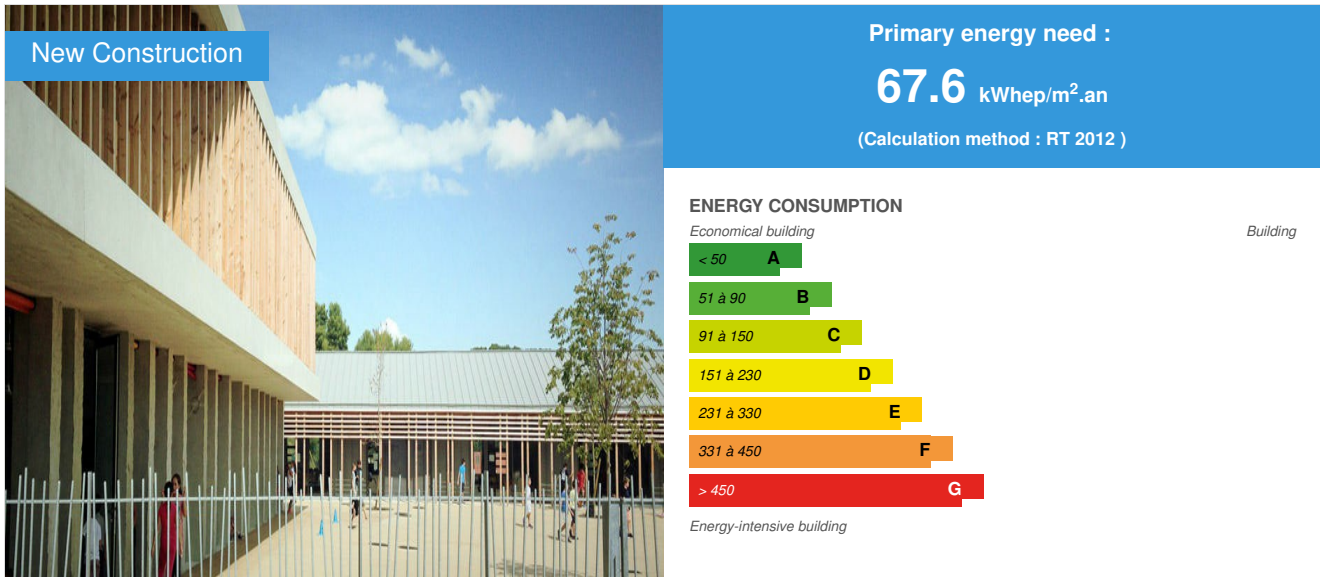 New Construction
Primary energy need :
67.6 kWhep/m².an
(Calculation method : RT 2012 )
ENERGY CONSUMPTION
Economical building
Building
< 50 A
51 à 90 B
91 à 150 C
151 à 230 D
231 à 330 E
331 à 450 F
> 450 G
Energy-intensive building